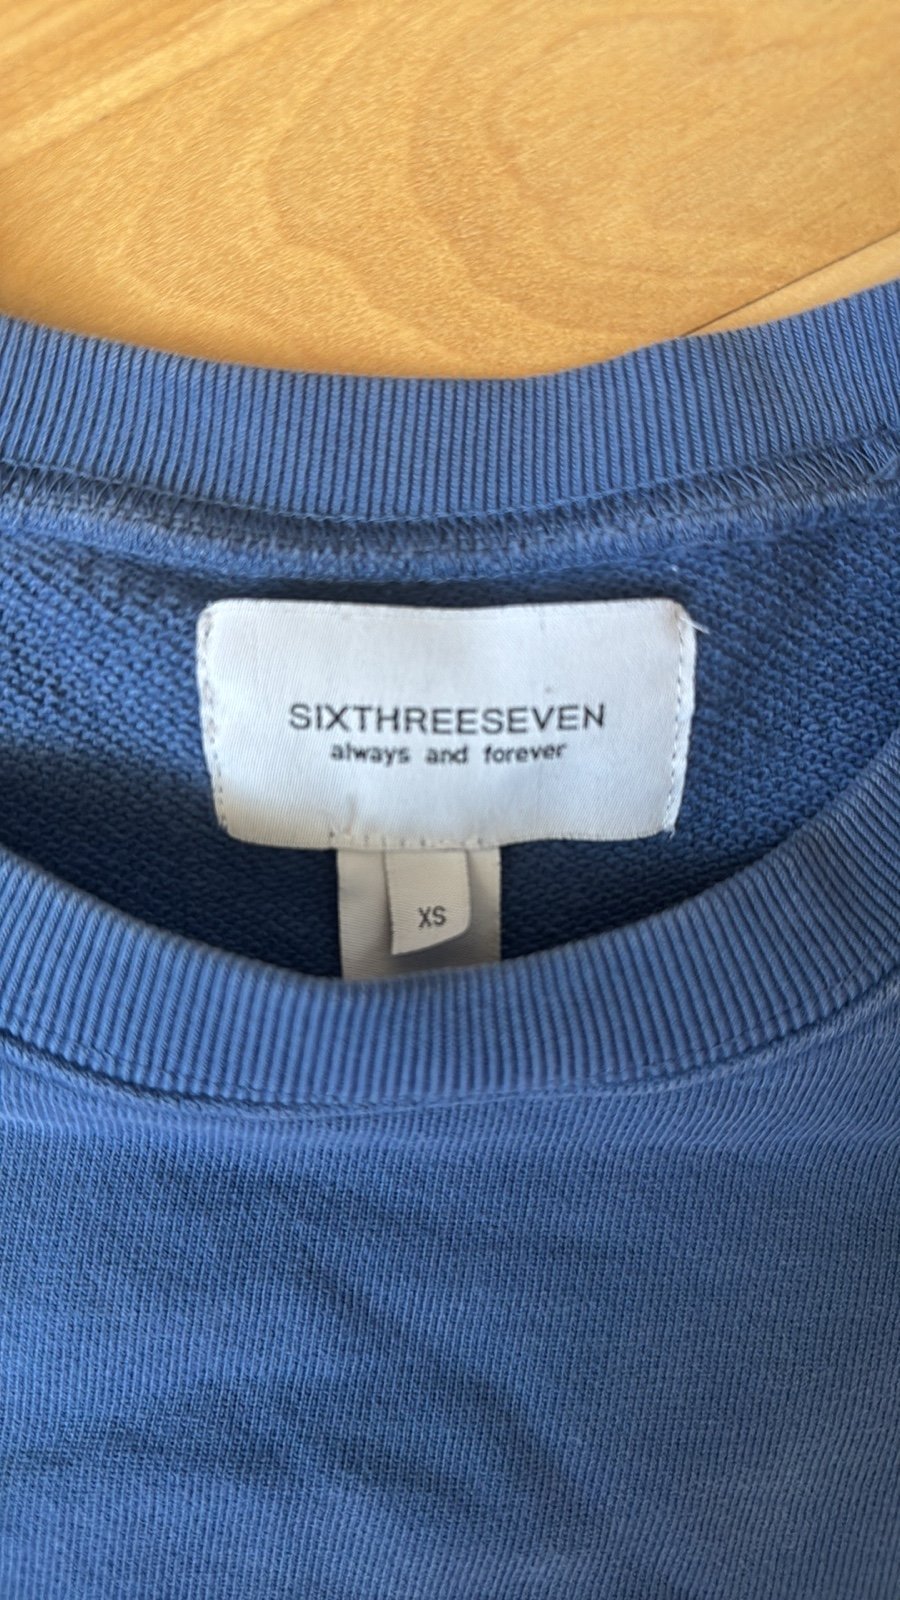 SIXTHREESEVEN
always and forever
XS